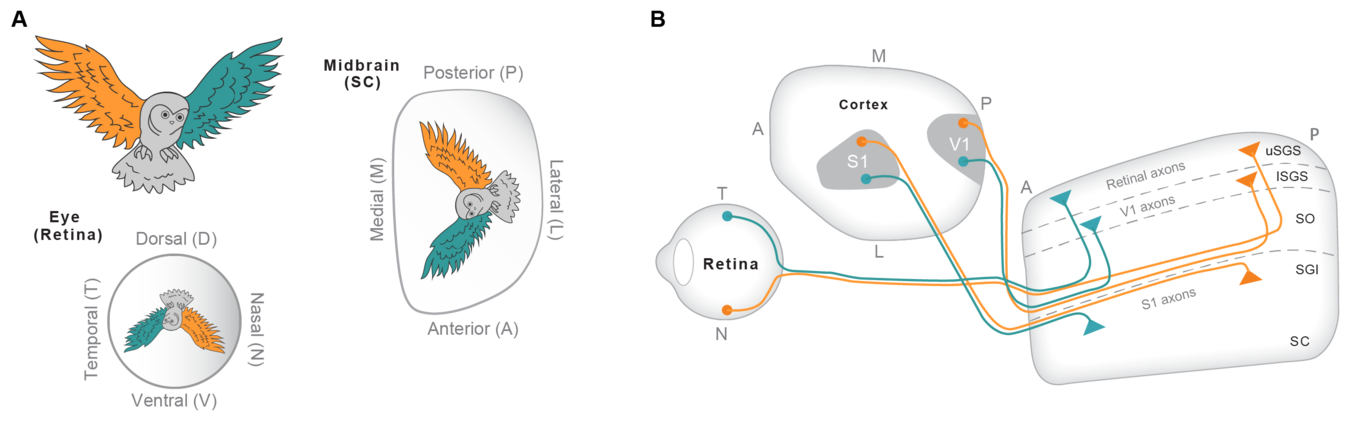 A
Midbrain
(SC)
Posterior (P)
Medial (M)
Lateral (L)
Anterior (A)
Eye
(Retina)
Dorsal (D)
Temporal (T)
Nasal (N)
Ventral (V)
B
M
Cortex
P
A
S1
V1
L
T
Retina
N
A
P
Retinal axons
uSGS
V1 axons
lSGS
SO
SGI
S1 axons
SC